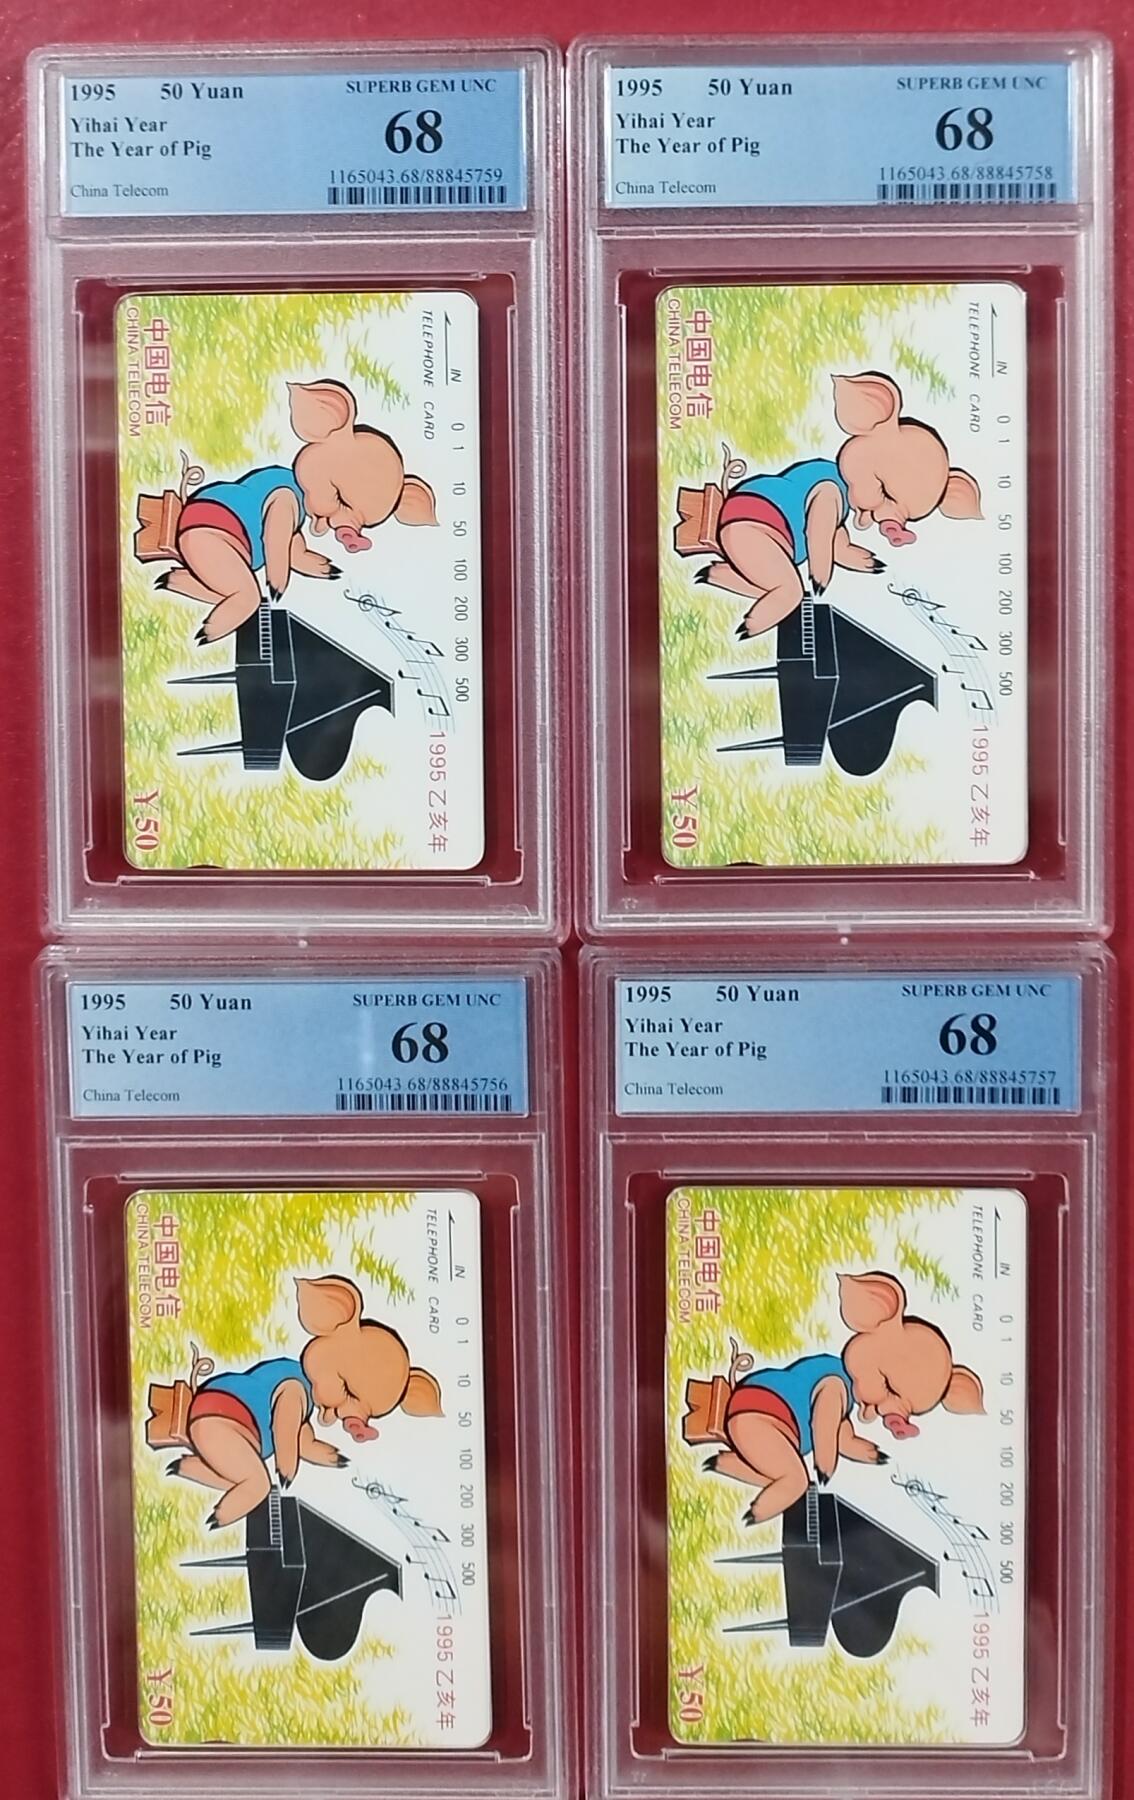 1995 50 Yuan SUPERB GEM UNC
Yihai Year 68
The Year of Pig
1165043.68/88845759
China Telecom
中国电信
CHINA TELECOM
IN
TELEPHONE CARD
0 1 10 50 100 200 300 500
1995 乙亥年
¥50
1995 50 Yuan SUPERB GEM UNC
Yihai Year 68
The Year of Pig
1165043.68/88845758
China Telecom
中国电信
CHINA TELECOM
IN
TELEPHONE CARD
0 1 10 50 100 200 300 500
1995 乙亥年
¥50
1995 50 Yuan SUPERB GEM UNC
Yihai Year 68
The Year of Pig
1165043.68/88845756
China Telecom
中国电信
CHINA TELECOM
IN
TELEPHONE CARD
0 1 10 50 100 200 300 500
1995 乙亥年
¥50
1995 50 Yuan SUPERB GEM UNC
Yihai Year 68
The Year of Pig
1165043.68/88845757
China Telecom
中国电信
CHINA TELECOM
IN
TELEPHONE CARD
0 1 10 50 100 200 300 500
1995 乙亥年
¥50